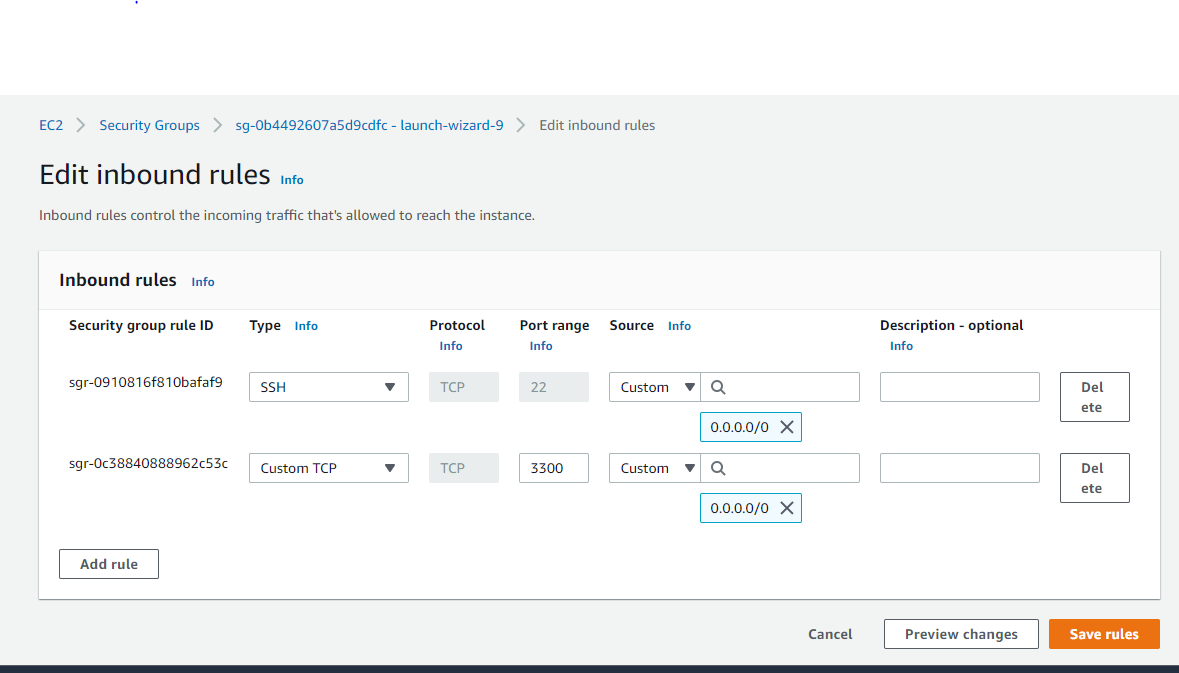 EC2 Security Groups sg-0b4492607a5d9cdfc - launch-wizard-9 Edit inbound rules
Edit inbound rules Info
Inbound rules control the incoming traffic that's allowed to reach the instance.
Inbound rules Info
Security group rule ID Type Info Protocol Info Port range Info Source Info Description - optional Info
sgr-0910816f810bafaf9 SSH TCP 22 Custom Del
ete
0.0.0.0/0
sgr-0c38840888962c53c Custom TCP TCP 3300 Custom Del
ete
0.0.0.0/0
Add rule
Cancel Preview changes Save rules